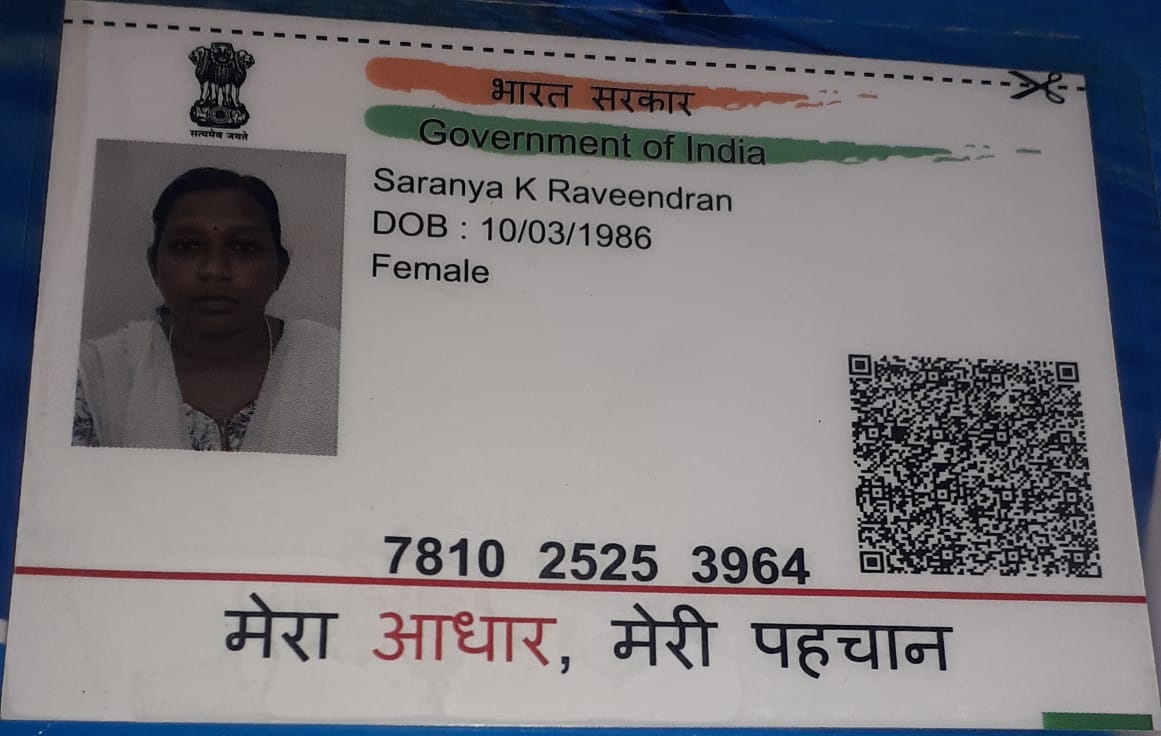 सत्यमेव जयते
भारत सरकार
Government of India
Saranya K Raveendran
DOB : 10/03/1986
Female
7810 2525 3964
मेरा आधार, मेरी पहचान